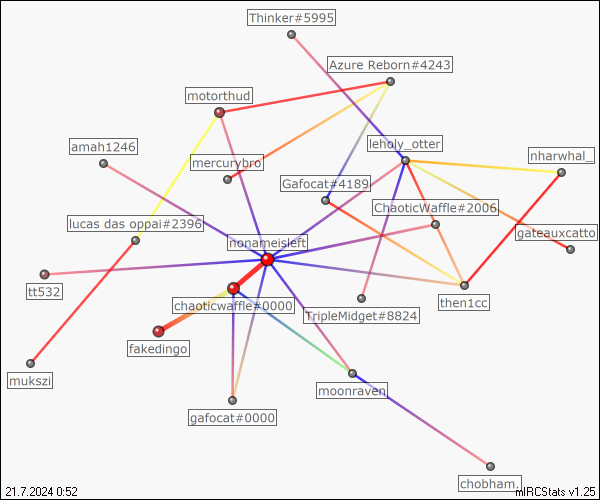 Thinker#5995
Azure Reborn#4243
motorthud
amah1246
leholy_otter
mercurybro
nharwhal_
Gafocat#4189
ChaoticWaffle#2006
lucas das oppai#2396
gateauxcatto
nonameisleft
tt532
chaoticwaffle#0000
then1cc
TripleMidget#8824
fakedingo
mukszi
moonraven
gafocat#0000
chobham.
21.7.2024 0:52
mIRCStats v1.25